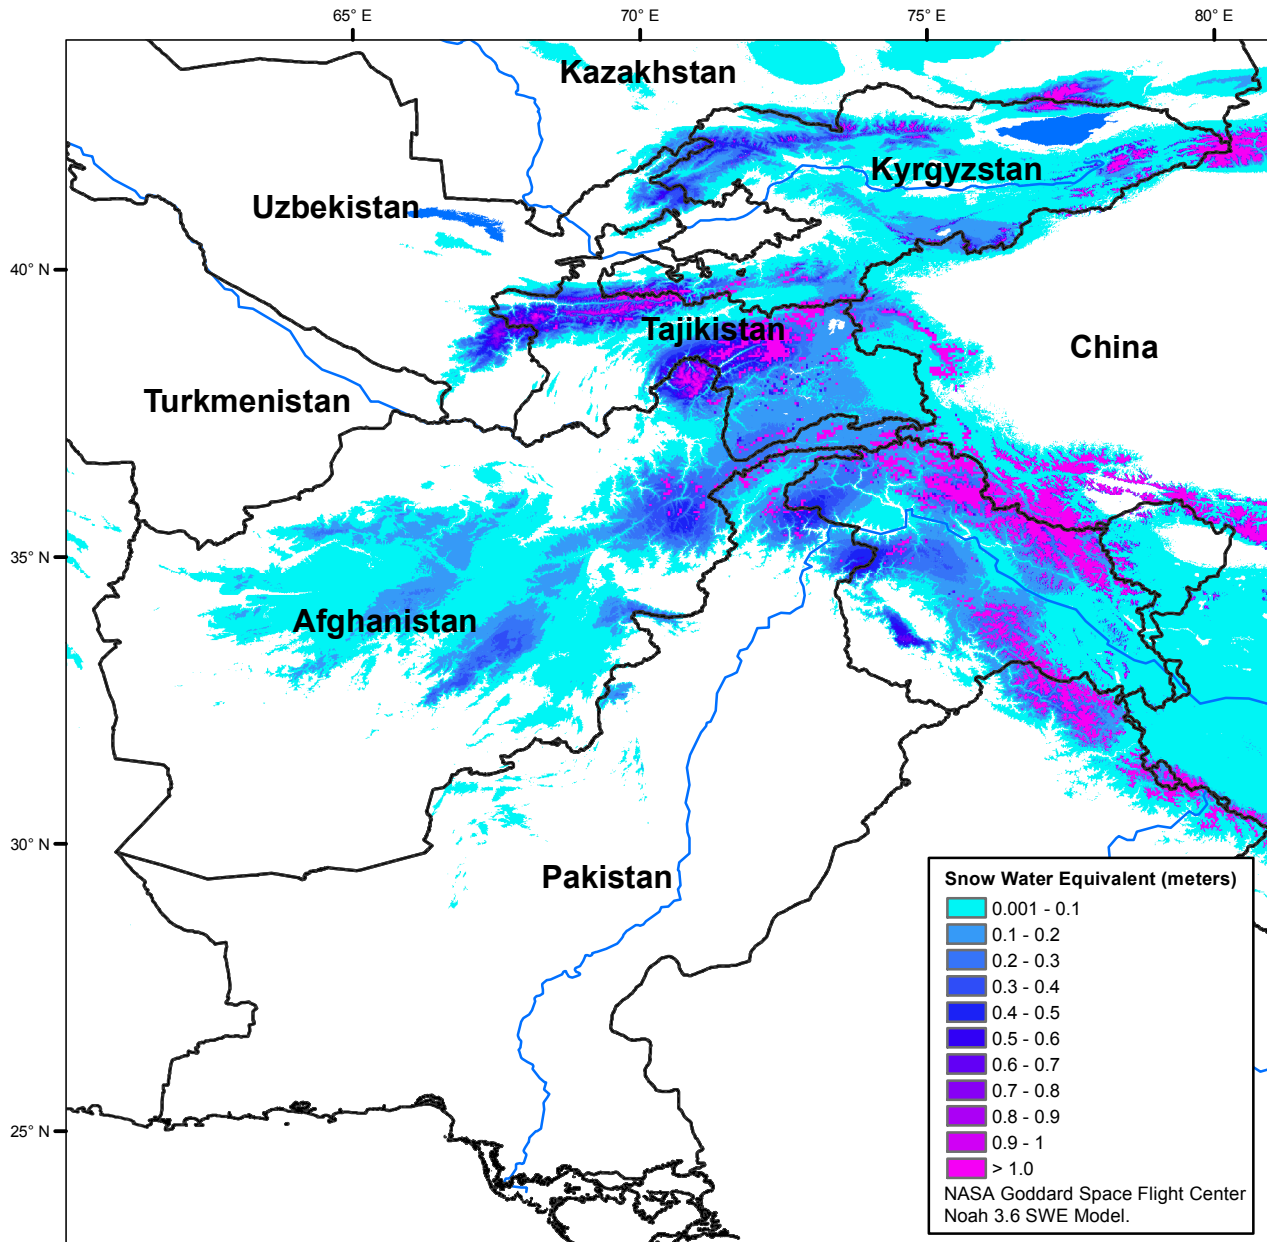 65° E
70° E
75° E
80° E
Kazakhstan
Kyrgyzstan
Uzbekistan
40° N
Tajikistan
China
Turkmenistan
35° N
Afghanistan
30° N
Pakistan
25° N
Snow Water Equivalent (meters)
0.001 - 0.1
0.1 - 0.2
0.2 - 0.3
0.3 - 0.4
0.4 - 0.5
0.5 - 0.6
0.6 - 0.7
0.7 - 0.8
0.8 - 0.9
0.9 - 1
> 1.0
NASA Goddard Space Flight Center
Noah 3.6 SWE Model.